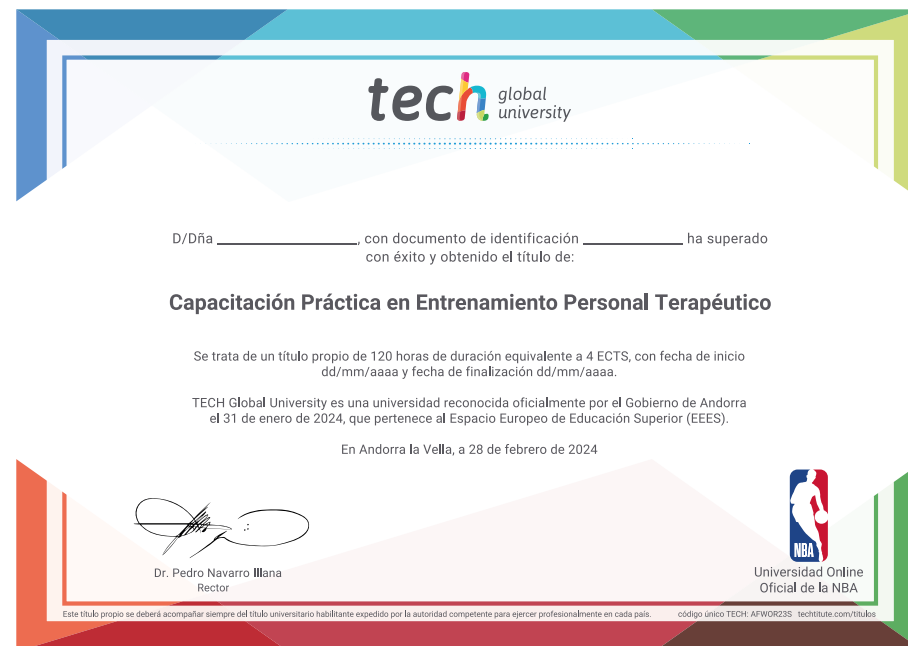 tech global university
D/Dña ____________________, con documento de identificación ______________ ha superado
con éxito y obtenido el título de:
Capacitación Práctica en Entrenamiento Personal Terapéutico
Se trata de un título propio de 120 horas de duración equivalente a 4 ECTS, con fecha de inicio
dd/mm/aaaa y fecha de finalización dd/mm/aaaa.
TECH Global University es una universidad reconocida oficialmente por el Gobierno de Andorra
el 31 de enero de 2024, que pertenece al Espacio Europeo de Educación Superior (EEES).
En Andorra la Vella, a 28 de febrero de 2024
Dr. Pedro Navarro Illana
Rector
NBA
Universidad Online
Oficial de la NBA
Este título propio se deberá acompañar siempre del título universitario habilitante expedido por la autoridad competente para ejercer profesionalmente en cada país.
código único TECH: AFWOR23S techtitute.com/titulos